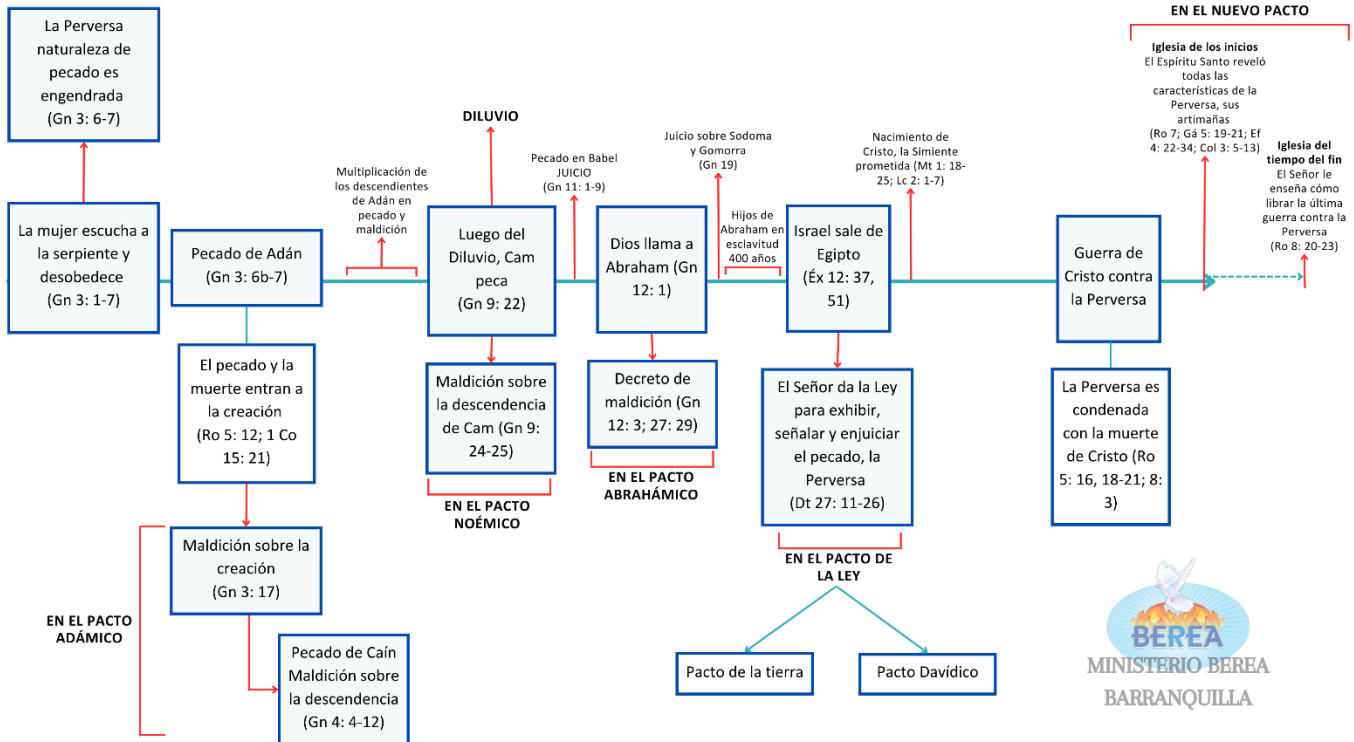 La Perversa
naturaleza de
pecado es
engendrada
(Gn 3: 6-7)
La mujer escucha a
la serpiente y
desobedece
(Gn 3: 1-7)
Pecado de Adán
(Gn 3: 6b-7)
El pecado y la
muerte entran a
la creación
(Ro 5: 12; 1 Co
15: 21)
Maldición sobre la
creación
(Gn 3: 17)
EN EL PACTO
ADÁMICO
Pecado de Caín
Maldición sobre
la descendencia
(Gn 4: 4-12)
Multiplicación de
los descendientes
de Adán en
pecado y
maldición
DILUVIO
Luego del
Diluvio, Cam
peca
(Gn 9: 22)
Maldición sobre
la descendencia
de Cam (Gn 9:
24-25)
EN EL PACTO
NOÉMICO
Pecado en Babel
JUICIO
(Gn 11: 1-9)
Dios llama a
Abraham (Gn
12: 1)
Decreto de
maldición (Gn
12: 3; 27: 29)
EN EL PACTO
ABRAHÁMICO
Juicio sobre Sodoma
y Gomorra
(Gn 19)
Hijos de
Abraham en
esclavitud
400 años
Israel sale de
Egipto
(Éx 12: 37,
51)
El Señor da la Ley
para exhibir,
señalar y enjuiciar
el pecado, la
Perversa
(Dt 27: 11-26)
EN EL PACTO DE
LA LEY
Pacto de la tierra
Pacto Davídico
Nacimiento de
Cristo, la Simiente
prometida (Mt 1: 18-
25; Lc 2: 1-7)
Guerra de
Cristo contra
la Perversa
La Perversa es
condenada
con la muerte
de Cristo (Ro
5: 16, 18-21; 8:
3)
EN EL NUEVO PACTO
Iglesia de los inicios
El Espíritu Santo reveló
todas las
características de la
Perversa, sus
artimañas
(Ro 7; Gá 5: 19-21; Ef
4: 22-34; Col 3: 5-13)
Iglesia del
tiempo del fin
El Señor le
enseña cómo
librar la última
guerra contra la
Perversa
(Ro 8: 20-23)
BEREA
MINISTERIO BEREA
BARRANQUILLA